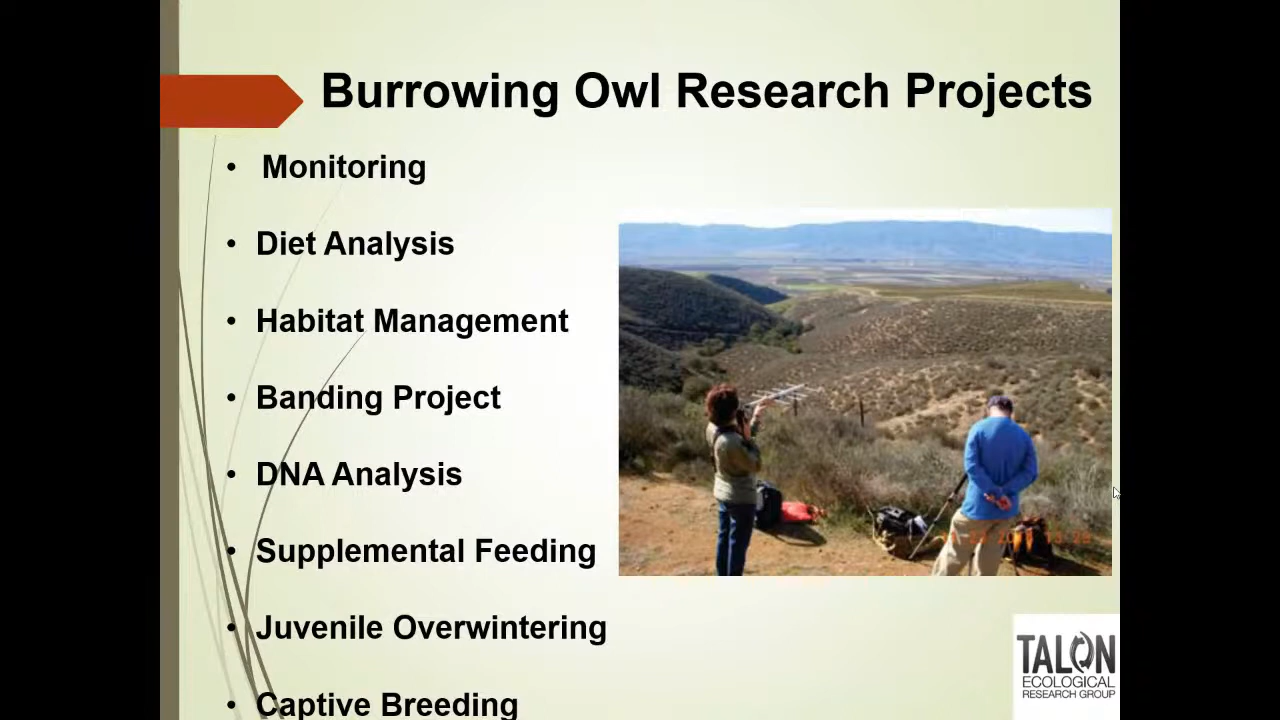 Burrowing Owl Research Projects
• Monitoring
• Diet Analysis
• Habitat Management
• Banding Project
• DNA Analysis
• Supplemental Feeding
• Juvenile Overwintering
• Captive Breeding
TALON
ECOLOGICAL
RESEARCH GROUP